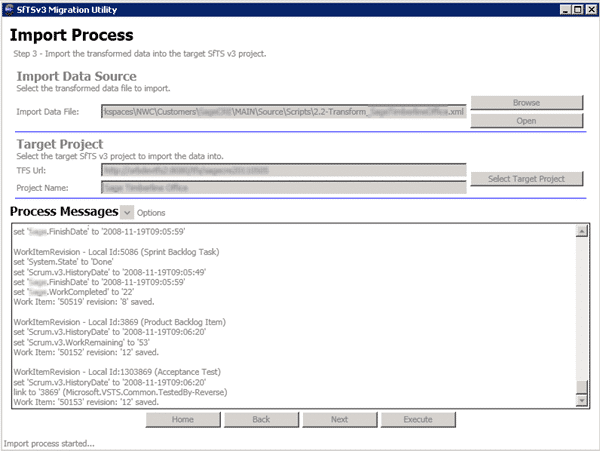 SfTSv3 Migration Utility
Import Process
Step 3 - Import the transformed data into the target SfTS v3 project.
Import Data Source
Select the transformed data file to import.
Browse
Import Data File: rkspaces\NWC\Customers\ \MAIN\Source\Scripts\2.2-Transform_ .xml
Open
Target Project
Select the target SfTS v3 project to import the data into.
TFS Url:
Select Target Project
Project Name:
Process Messages Options
set ' .FinishDate' to '2008-11-19T09:05:59'
WorkItemRevision - Local Id:5086 (Sprint Backlog Task)
set 'System.State' to 'Done'
set 'Scrum.v3.HistoryDate' to '2008-11-19T09:05:49'
set ' .FinishDate' to '2008-11-19T09:05:59'
set ' .WorkCompleted' to '22'
Work Item: '50519' revision: '8' saved.
WorkItemRevision - Local Id:3869 (Product Backlog Item)
set 'Scrum.v3.HistoryDate' to '2008-11-19T09:06:20'
set 'Scrum.v3.WorkRemaining' to '53'
Work Item: '50152' revision: '12' saved.
WorkItemRevision - Local Id:1303869 (Acceptance Test)
set 'Scrum.v3.HistoryDate' to '2008-11-19T09:06:20'
link to '3869' (Microsoft.VSTS.Common.TestedBy-Reverse)
Work Item: '50153' revision: '12' saved.
Home Back Next Execute
Import process started...